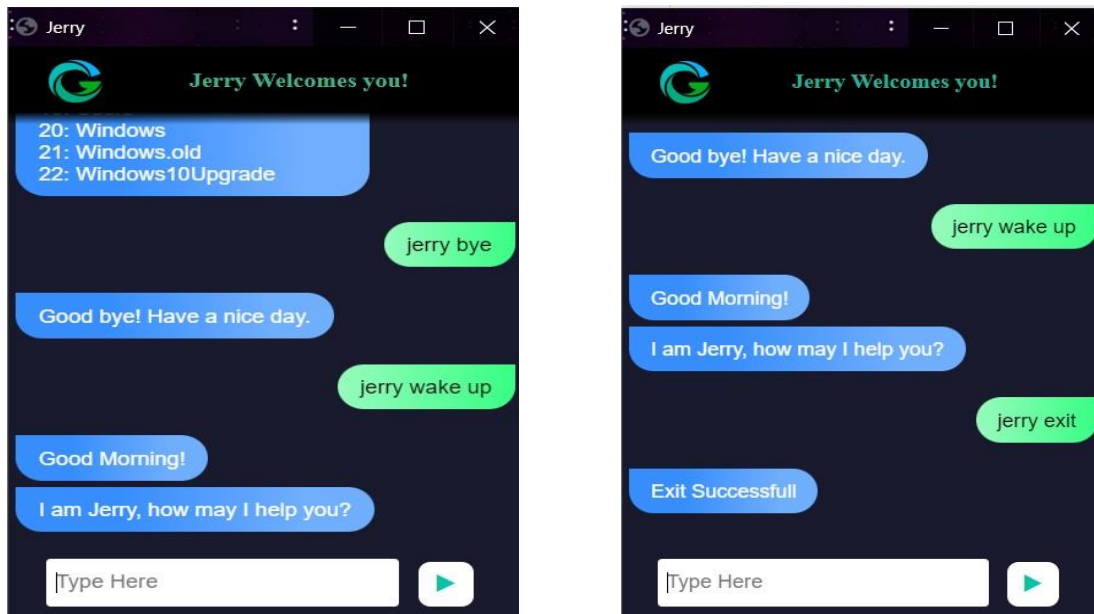 Jerry
Jerry Welcomes you!
20: Windows
21: Windows.old
22: Windows10Upgrade
jerry bye
Good bye! Have a nice day.
jerry wake up
Good Morning!
I am Jerry, how may I help you?
Type Here
Jerry
Jerry Welcomes you!
Good bye! Have a nice day.
jerry wake up
Good Morning!
I am Jerry, how may I help you?
jerry exit
Exit Successfull
Type Here